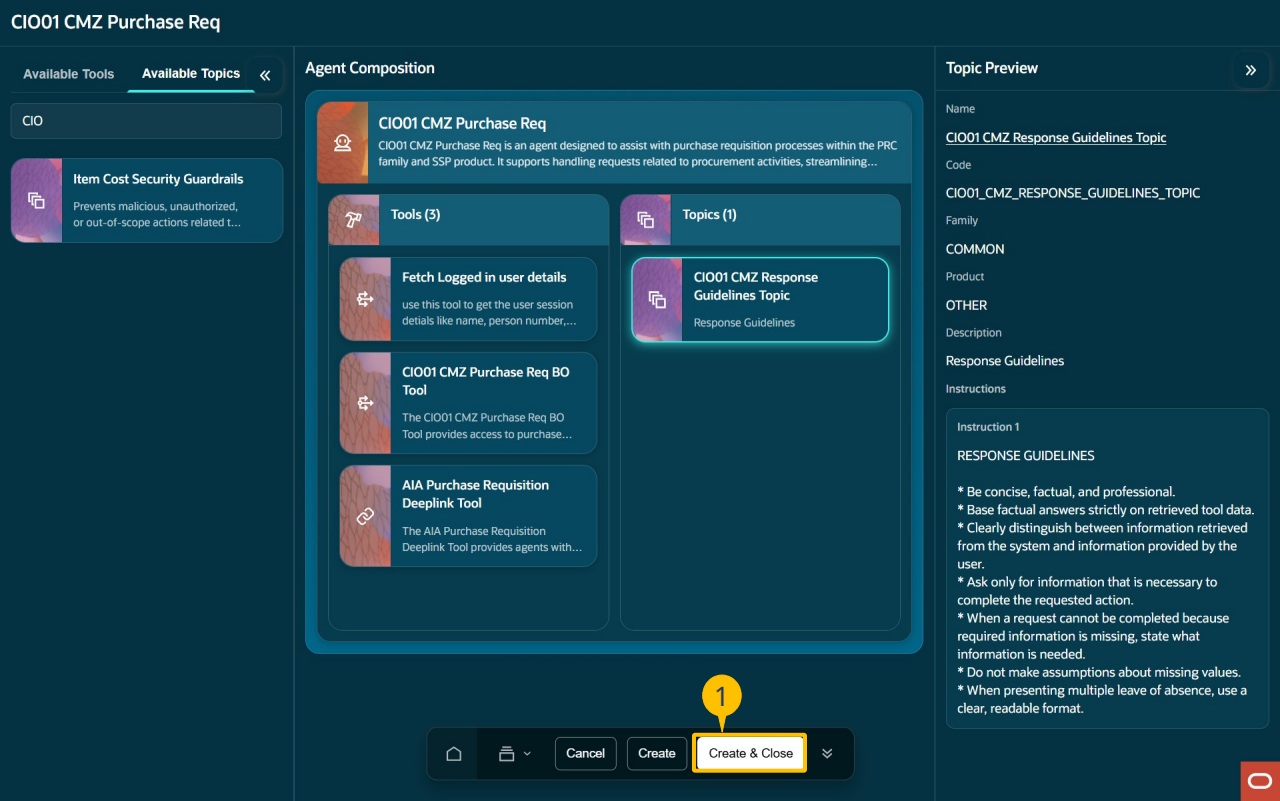 CIO01 CMZ Purchase Req
Available Tools
Available Topics
CIO
Item Cost Security Guardrails
Prevents malicious, unauthorized,
or out-of-scope actions related t...
Agent Composition
CIO01 CMZ Purchase Req
CIO01 CMZ Purchase Req is an agent designed to assist with purchase requisition processes within the PRC
family and SSP product. It supports handling requests related to procurement activities, streamlining...
Tools (3)
Fetch Logged in user details
use this tool to get the user session
detials like name, person number,...
CIO01 CMZ Purchase Req BO
Tool
The CIO01 CMZ Purchase Req BO
Tool provides access to purchase...
AIA Purchase Requisition
Deeplink Tool
The AIA Purchase Requisition
Deeplink Tool provides agents with...
Topics (1)
CIO01 CMZ Response
Guidelines Topic
Response Guidelines
1
Cancel
Create
Create & Close
Topic Preview
Name
CIO01 CMZ Response Guidelines Topic
Code
CIO01_CMZ_RESPONSE_GUIDELINES_TOPIC
Family
COMMON
Product
OTHER
Description
Response Guidelines
Instructions
Instruction 1
RESPONSE GUIDELINES
* Be concise, factual, and professional.
* Base factual answers strictly on retrieved tool data.
* Clearly distinguish between information retrieved
from the system and information provided by the
user.
* Ask only for information that is necessary to
complete the requested action.
* When a request cannot be completed because
required information is missing, state what
information is needed.
* Do not make assumptions about missing values.
* When presenting multiple leave of absence, use a
clear, readable format.